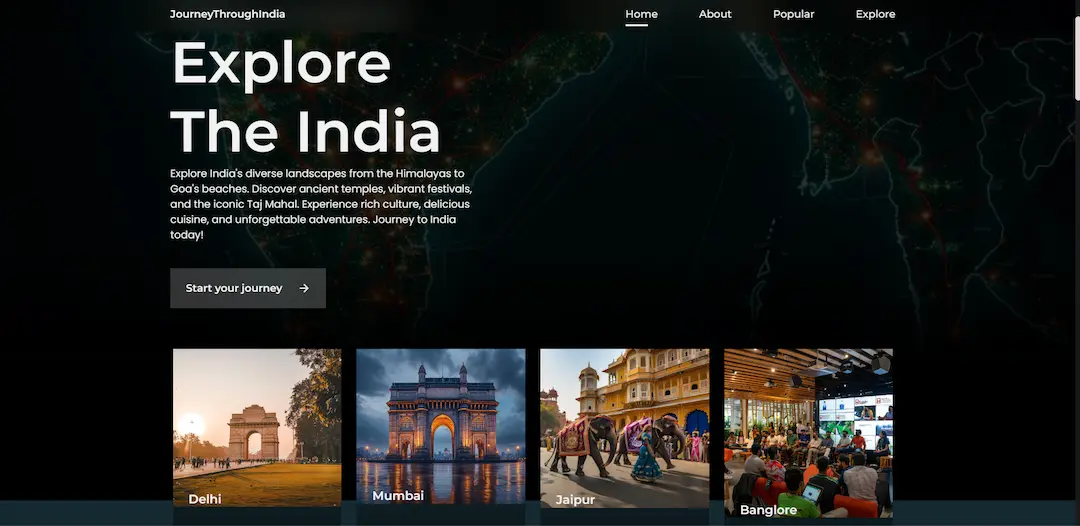 JourneyThroughIndia
Home
About
Popular
Explore
Explore
The India
Explore India's diverse landscapes from the Himalayas to
Goa's beaches. Discover ancient temples, vibrant festivals,
and the iconic Taj Mahal. Experience rich culture, delicious
cuisine, and unforgettable adventures. Journey to India
today!
Start your journey
Delhi
Mumbai
Jaipur
Banglore